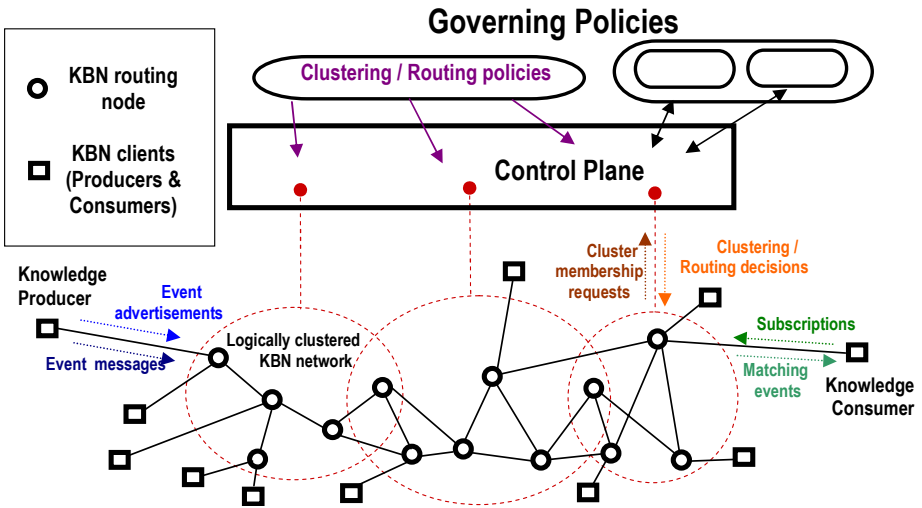 Governing Policies
KBN routing
node
KBN clients
(Producers &
Consumers)
Clustering / Routing policies
Control Plane
Cluster
membership
requests
Clustering /
Routing decisions
Knowledge
Producer
Event
advertisements
Event messages
Logically clustered
KBN network
Subscriptions
Matching
events
Knowledge
Consumer